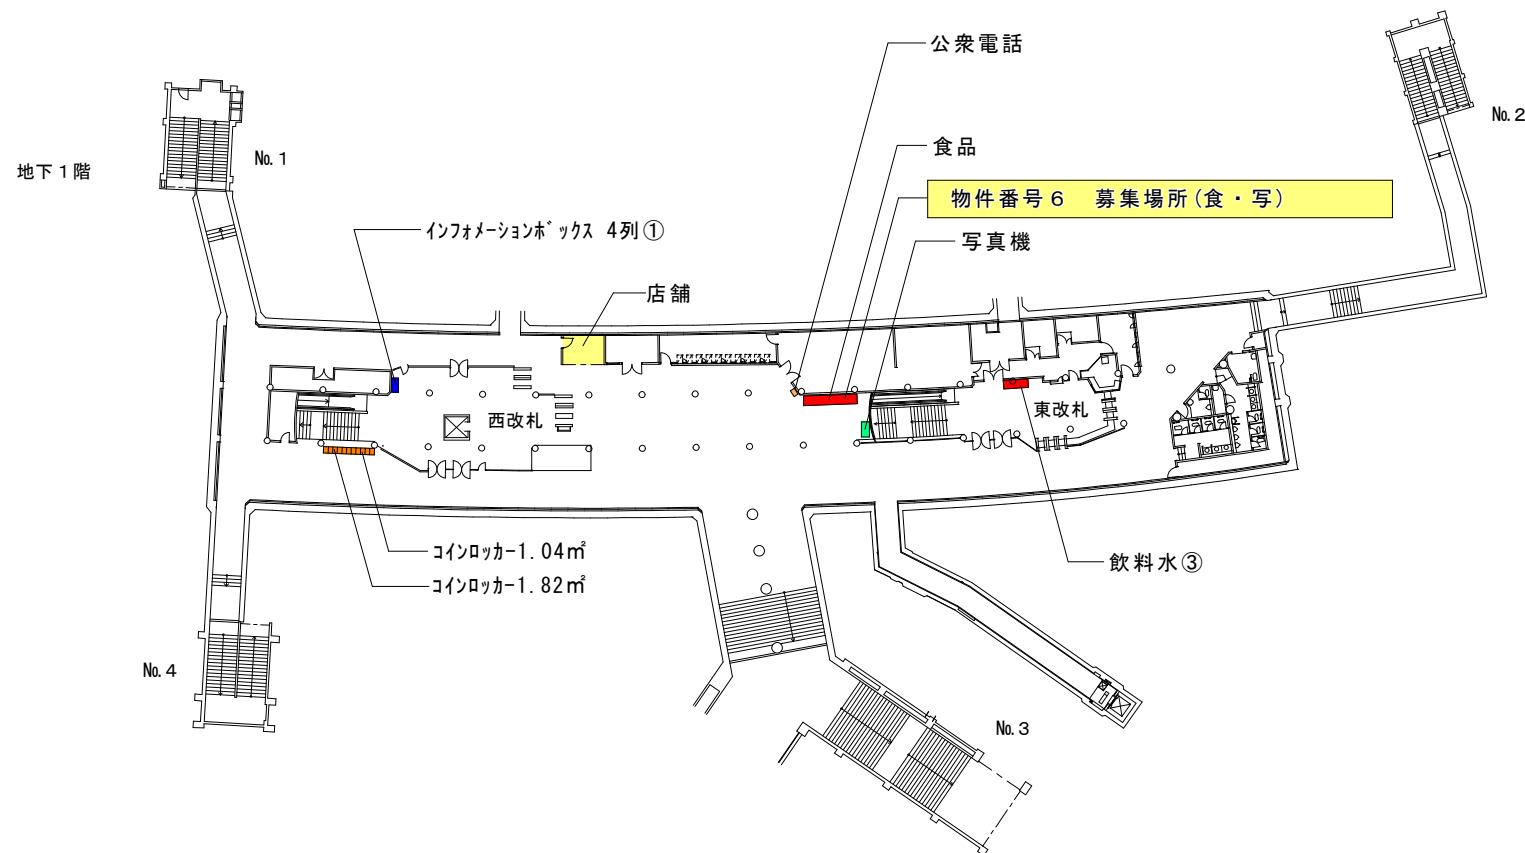 公衆電話
№.2
食品
№.1
地下1階
物件番号6 募集場所(食・写)
インフォメーションボックス 4列①
写真機
店舗
西改札
東改札
コインロッカー1.04㎡
飲料水③
コインロッカー1.82㎡
№.4
№.3